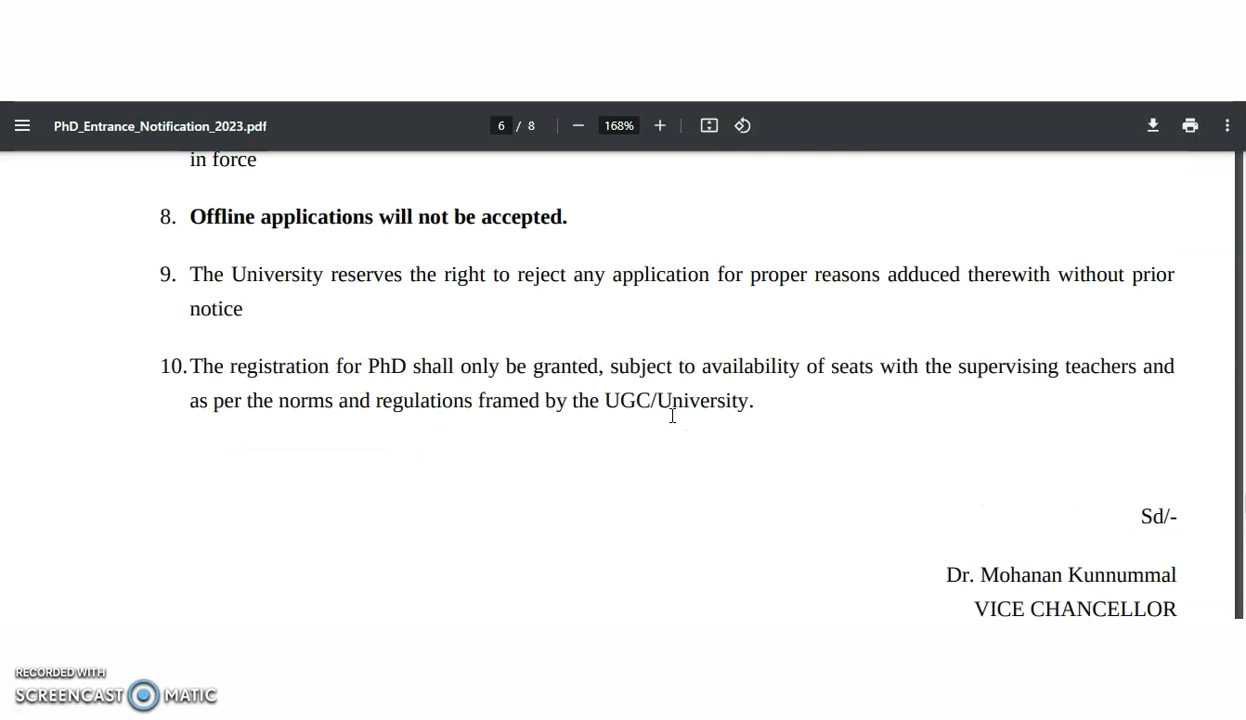 PhD_Entrance_Notification_2023.pdf
6 / 8
168%
in force
8. Offline applications will not be accepted.
9. The University reserves the right to reject any application for proper reasons adduced therewith without prior
notice
10. The registration for PhD shall only be granted, subject to availability of seats with the supervising teachers and
as per the norms and regulations framed by the UGC/University.
Sd/-
Dr. Mohanan Kunnummal
VICE CHANCELLOR
RECORDED WITH
SCREENCAST MATIC